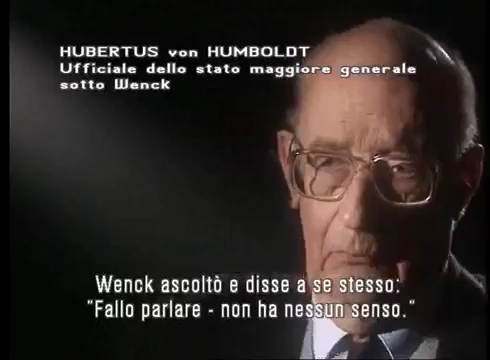 HUBERTUS von HUMBOLDT
Ufficiale dello stato maggiore generale
sotto Wenck
Wenck ascoltò e disse a se stesso:
"Fallo parlare - non ha nessun senso."